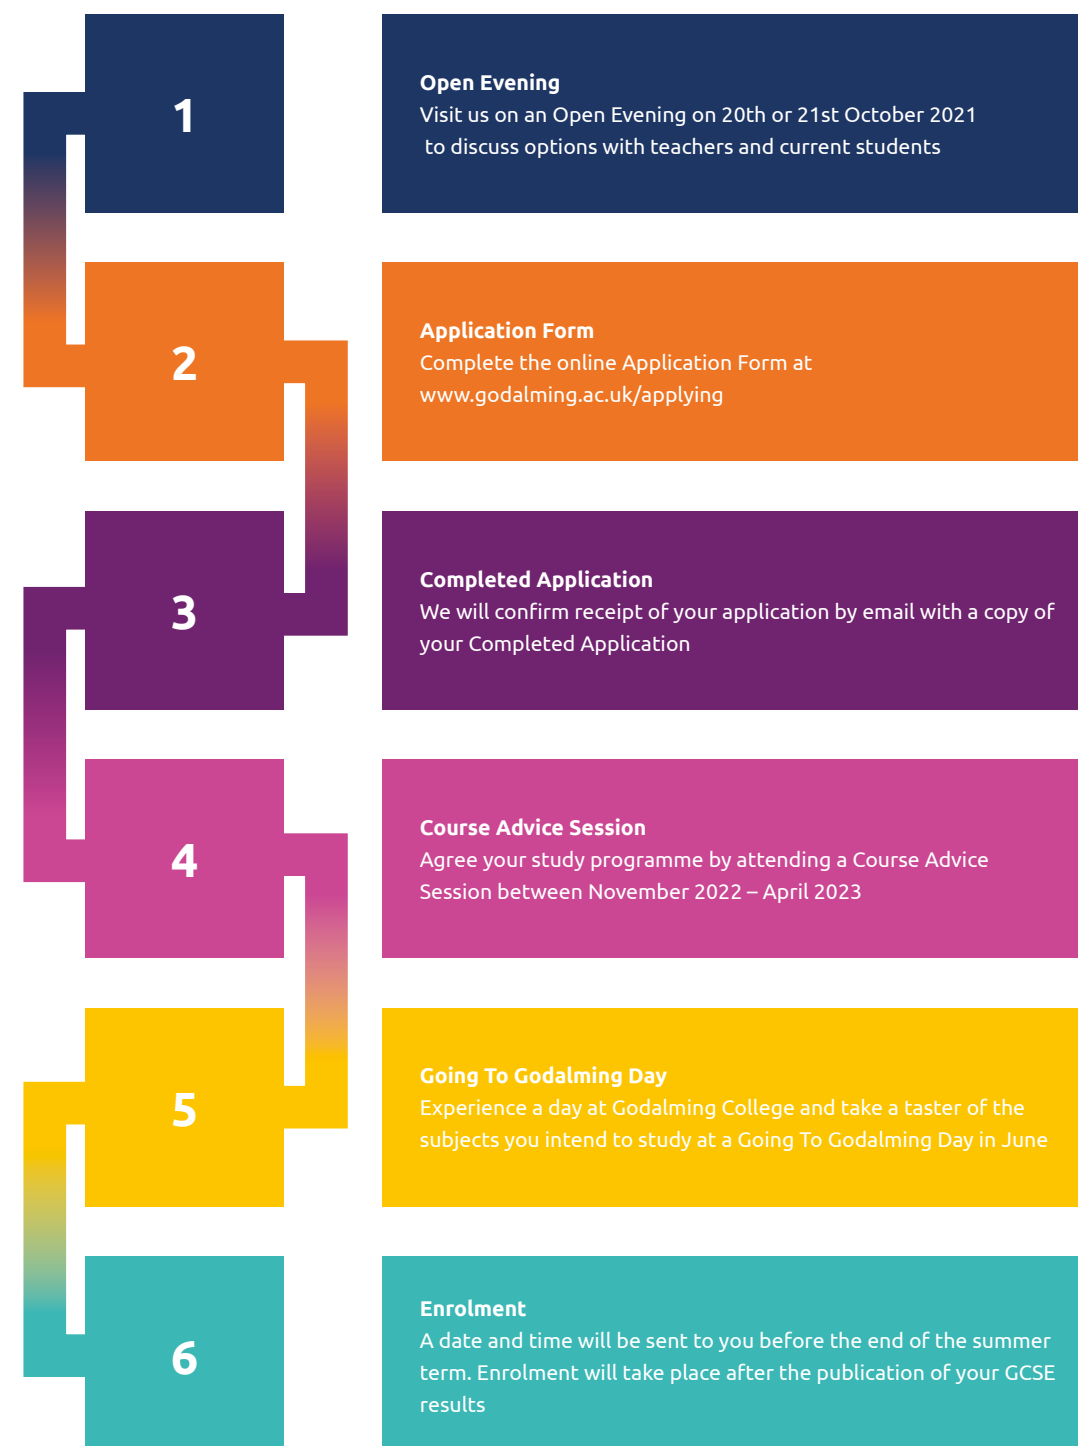 1
Open Evening
Visit us on an Open Evening on 20th or 21st October 2021
to discuss options with teachers and current students
2
Application Form
Complete the online Application Form at
www.godalming.ac.uk/applying
3
Completed Application
We will confirm receipt of your application by email with a copy of
your Completed Application
4
Course Advice Session
Agree your study programme by attending a Course Advice
Session between November 2022 – April 2023
5
Going To Godalming Day
Experience a day at Godalming College and take a taster of the
subjects you intend to study at a Going To Godalming Day in June
6
Enrolment
A date and time will be sent to you before the end of the summer
term. Enrolment will take place after the publication of your GCSE
results